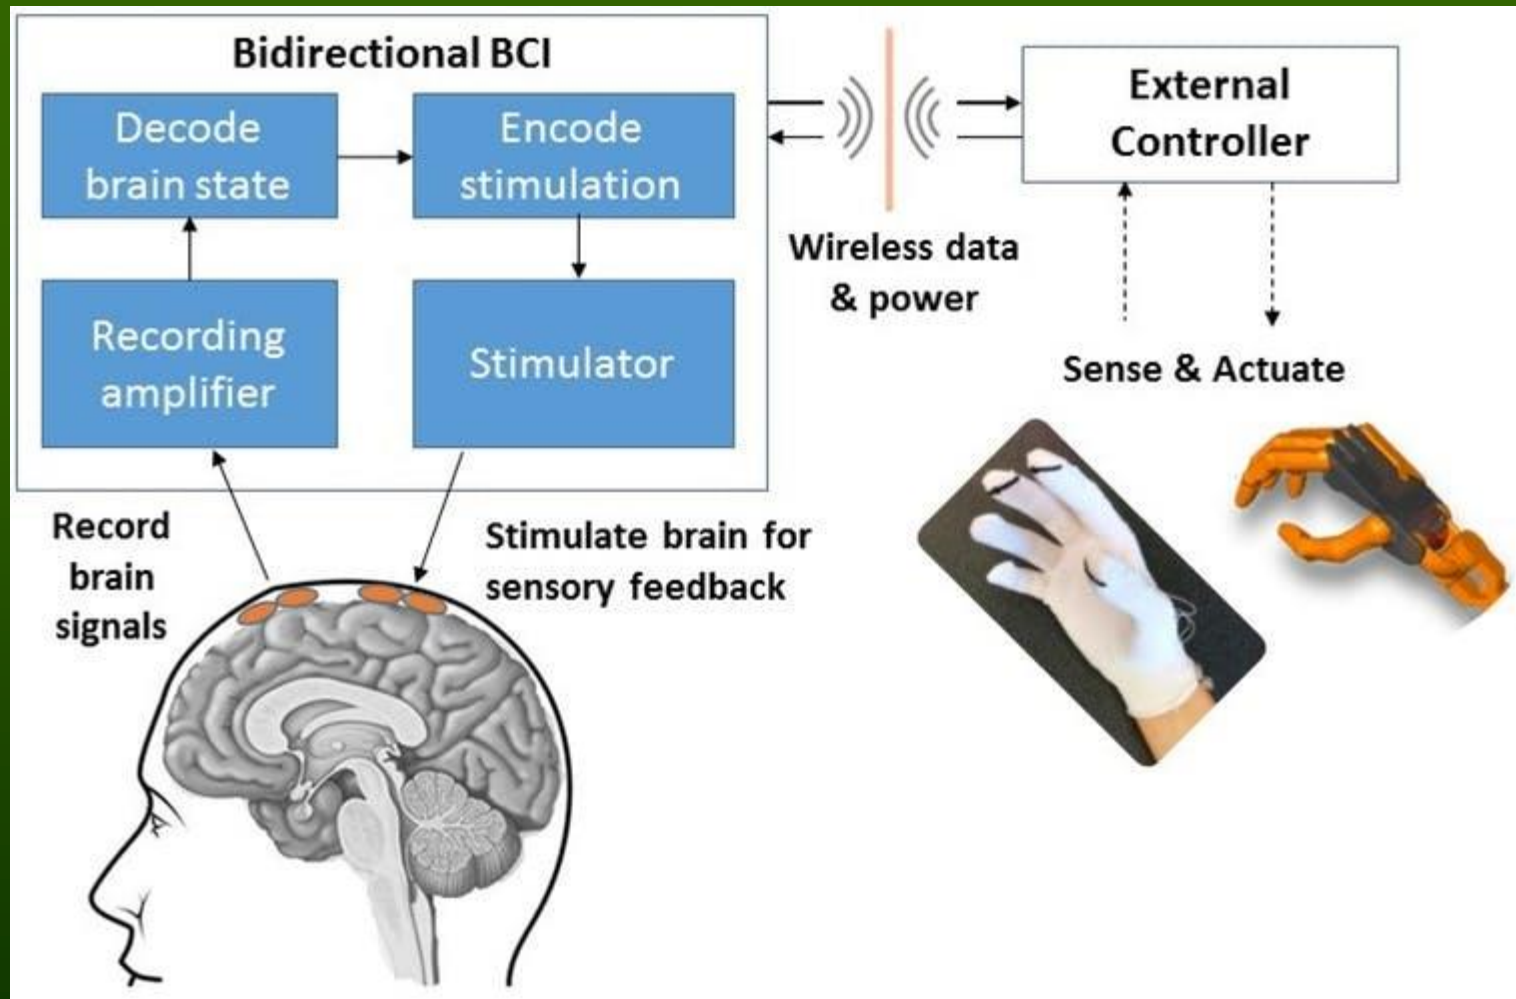 Bidirectional BCI
Decode
brain state
Encode
stimulation
Recording
amplifier
Stimulator
External
Controller
Wireless data
& power
Sense & Actuate
Record
brain
signals
Stimulate brain for
sensory feedback